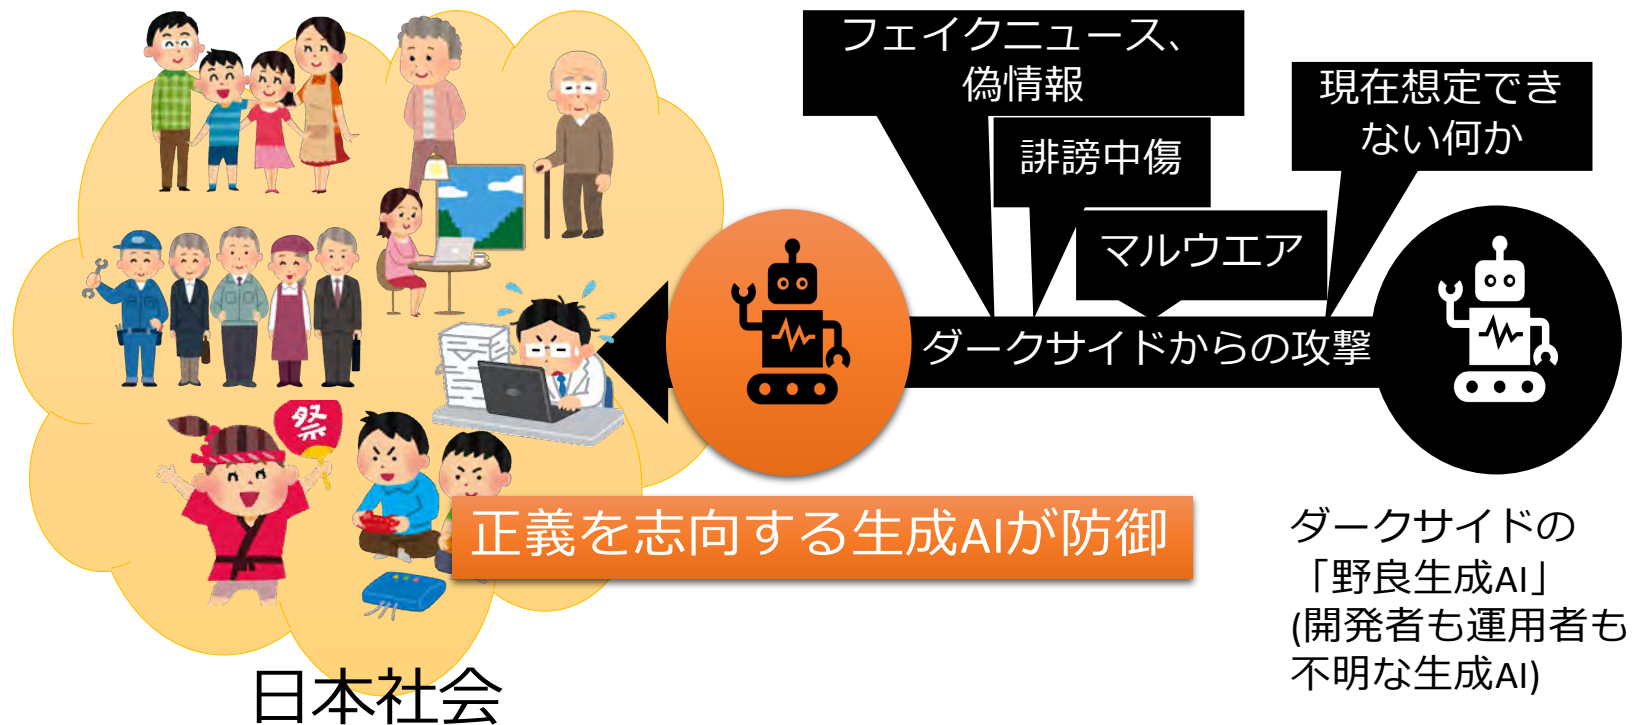 フェイクニュース、
偽情報
現在想定でき
ない何か
誹謗中傷
マルウエア
ダークサイドからの攻撃
祭
正義を志向する生成AIが防御
ダークサイドの
「野良生成AI」
(開発者も運用者も
不明な生成AI)
日本社会